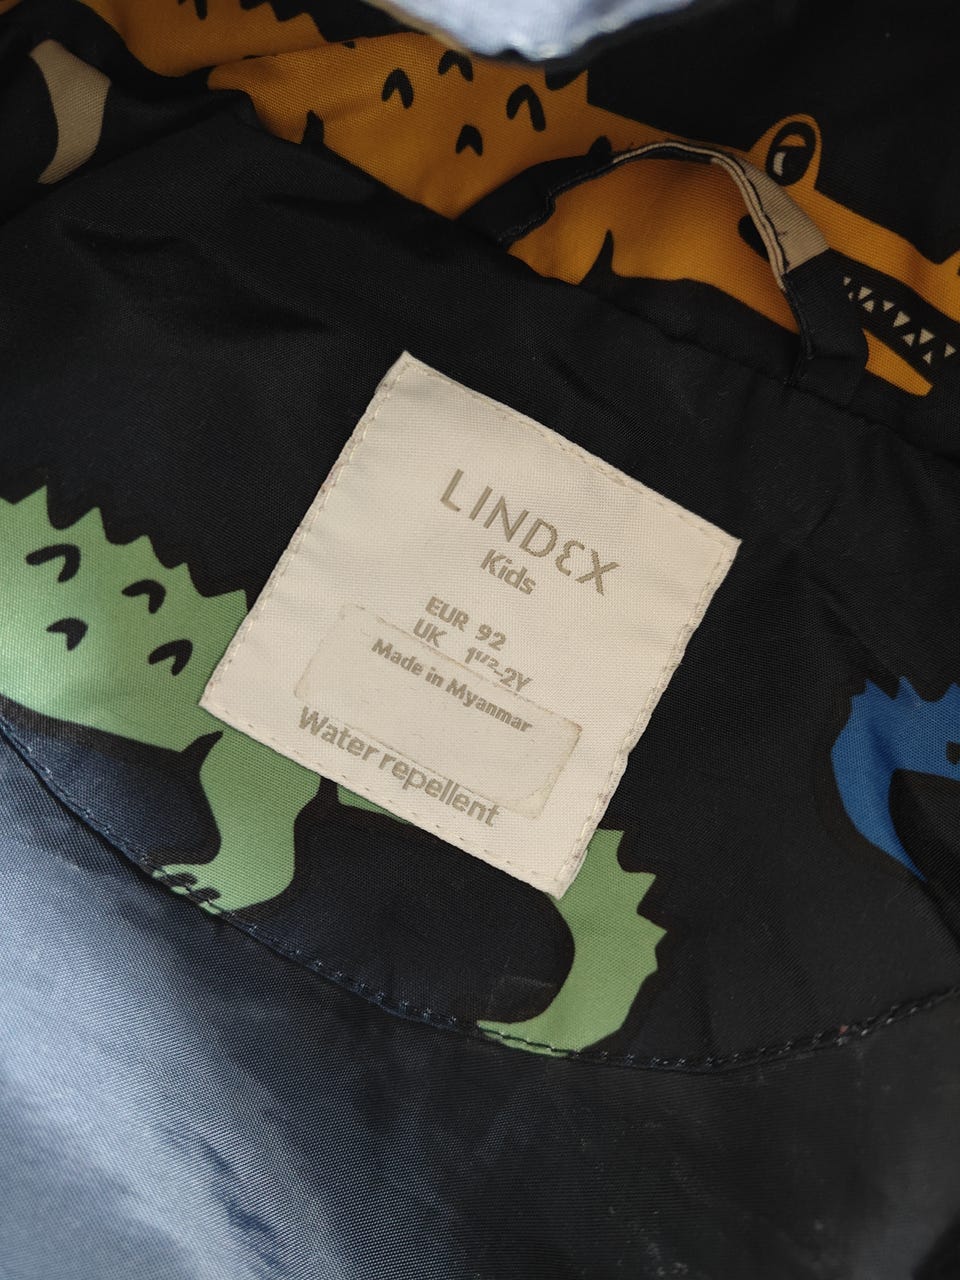 LINDEX
Kids
EUR 92
UK 1½-2Y
Made in Myanmar
Water repellent